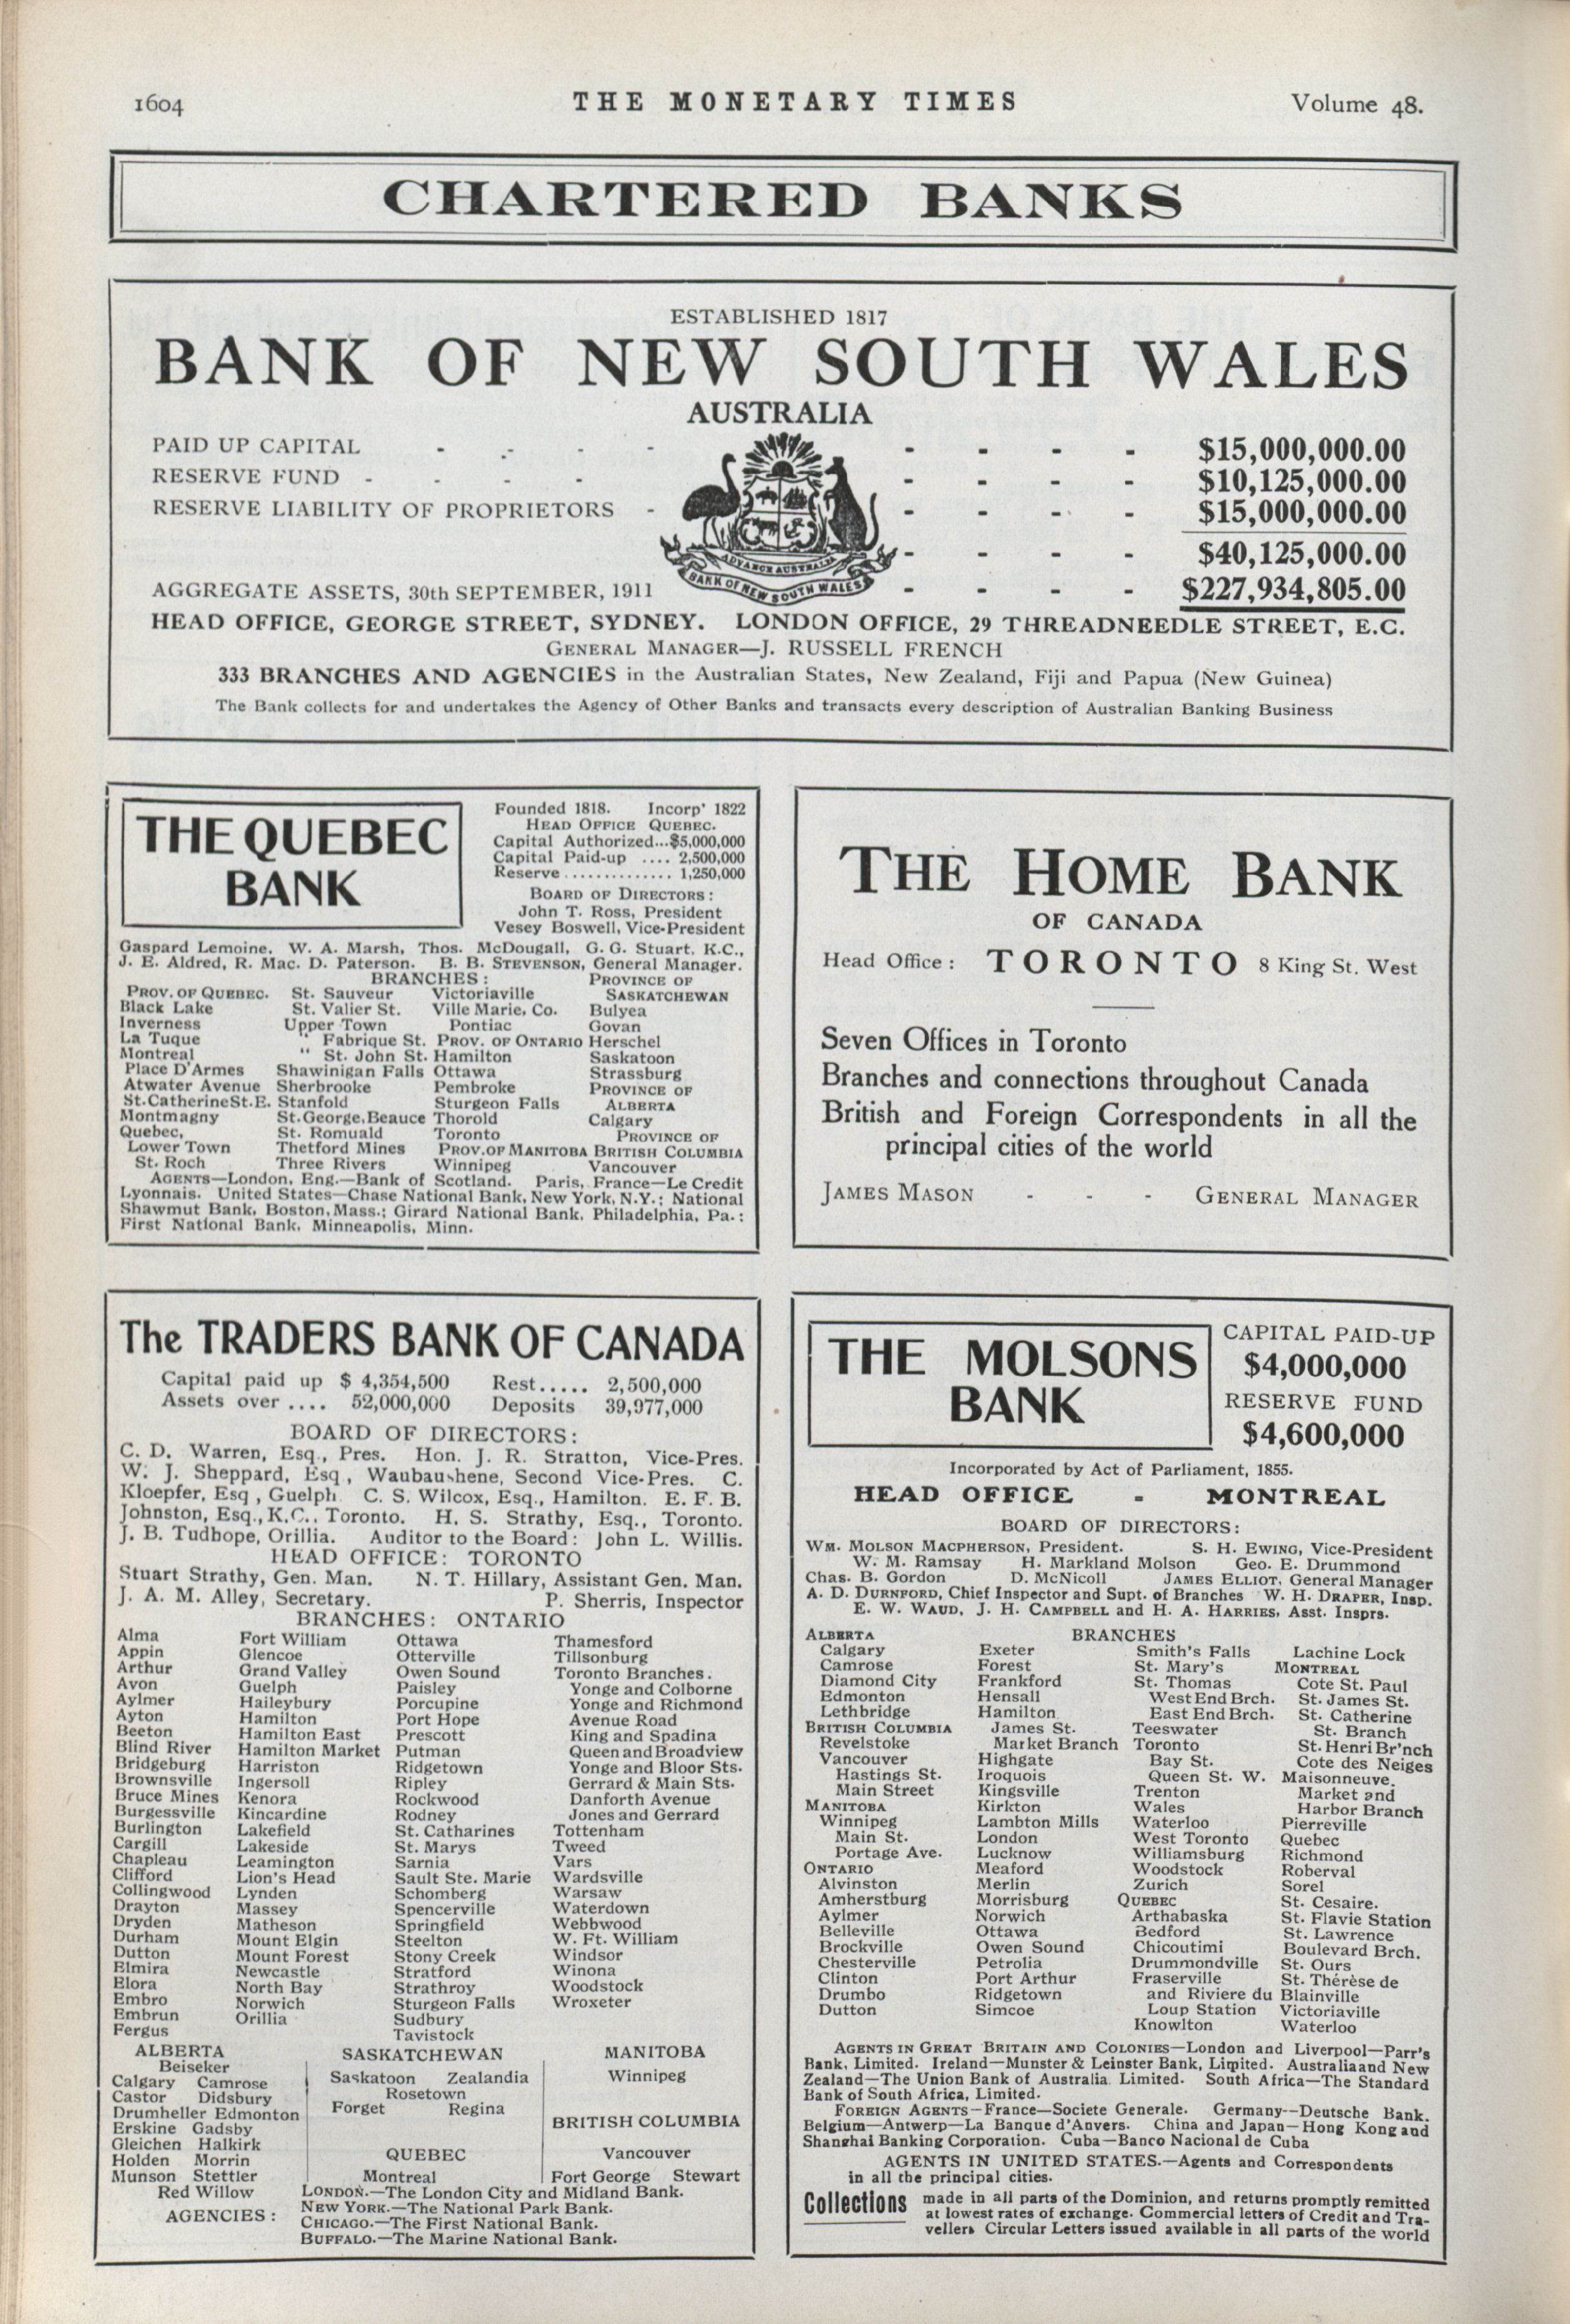 1604 THE MONETARY TIMES Volume 48.
CHARTERED BANKS
ESTABLISHED 1817
BANK OF NEW SOUTH WALES
AUSTRALIA
PAID UP CAPITAL - - - - - - - - $15,000,000.00
RESERVE FUND - - - - - - - - $10,125,000.00
RESERVE LIABILITY OF PROPRIETORS - - - - - $15,000,000.00
- - - - $40,125,000.00
AGGREGATE ASSETS, 30th SEPTEMBER, 1911 - - - - $227,934,805.00
ADVANCE AUSTRALIA
BANK OF NEW SOUTH WALES
HEAD OFFICE, GEORGE STREET, SYDNEY. LONDON OFFICE, 29 THREADNEEDLE STREET, E.C.
GENERAL MANAGER—J. RUSSELL FRENCH
333 BRANCHES AND AGENCIES in the Australian States, New Zealand, Fiji and Papua (New Guinea)
The Bank collects for and undertakes the Agency of Other Banks and transacts every description of Australian Banking Business
THE QUEBEC
BANK
Founded 1818. Incorp' 1822
HEAD OFFICE QUEBEC.
Capital Authorized...$5,000,000
Capital Paid-up .... 2,500,000
Reserve .............. 1,250,000
BOARD OF DIRECTORS:
John T. Ross, President
Vesey Boswell, Vice-President
Gaspard Lemoine, W. A. Marsh, Thos. McDougall, G. G. Stuart, K.C.,
J. E. Aldred, R. Mac. D. Paterson. B. B. STEVENSON, General Manager.
BRANCHES:
PROV. OF QUEBEC.
Black Lake
Inverness
La Tuque
Montreal
Place D'Armes
Atwater Avenue
St. Catherine St. E.
Montmagny
Quebec,
Lower Town
St. Roch
St. Sauveur
St. Valier St.
Upper Town
" Fabrique St.
" St. John St.
Shawinigan Falls
Sherbrooke
Stanfold
St. George, Beauce
St. Romuald
Thetford Mines
Three Rivers
Victoriaville
Ville Marie, Co.
Pontiac
PROV. OF ONTARIO
Hamilton
Ottawa
Pembroke
Sturgeon Falls
Thorold
Toronto
PROV. OF MANITOBA
Winnipeg
PROVINCE OF
SASKATCHEWAN
Bulyea
Govan
Herschel
Saskatoon
Strassburg
PROVINCE OF
ALBERTA
Calgary
PROVINCE OF
BRITISH COLUMBIA
Vancouver
AGENTS—London, Eng.—Bank of Scotland. Paris, France—Le Credit
Lyonnais. United States—Chase National Bank, New York, N.Y.; National
Shawmut Bank, Boston, Mass.; Girard National Bank, Philadelphia, Pa.:
First National Bank, Minneapolis, Minn.
THE HOME BANK
OF CANADA
Head Office: TORONTO 8 King St. West
Seven Offices in Toronto
Branches and connections throughout Canada
British and Foreign Correspondents in all the
principal cities of the world
JAMES MASON - - - GENERAL MANAGER
The TRADERS BANK OF CANADA
Capital paid up $ 4,354,500 Rest..... 2,500,000
Assets over .... 52,000,000 Deposits 39,977,000
BOARD OF DIRECTORS:
C. D. Warren, Esq., Pres. Hon. J. R. Stratton, Vice-Pres.
W. J. Sheppard, Esq., Waubaushene, Second Vice-Pres. C.
Kloepfer, Esq, Guelph C. S. Wilcox, Esq., Hamilton. E. F. B.
Johnston, Esq., K.C., Toronto. H. S. Strathy, Esq., Toronto.
J. B. Tudhope, Orillia. Auditor to the Board: John L. Willis.
HEAD OFFICE: TORONTO
Stuart Strathy, Gen. Man. N. T. Hillary, Assistant Gen. Man.
J. A. M. Alley, Secretary. P. Sherris, Inspector
BRANCHES: ONTARIO
Alma
Appin
Arthur
Avon
Aylmer
Ayton
Beeton
Blind River
Bridgeburg
Brownsville
Bruce Mines
Burgessville
Burlington
Cargill
Chapleau
Clifford
Collingwood
Drayton
Dryden
Durham
Dutton
Elmira
Elora
Embro
Embrun
Fergus
Fort William
Glencoe
Grand Valley
Guelph
Haileybury
Hamilton
Hamilton East
Hamilton Market
Harriston
Ingersoll
Kenora
Kincardine
Lakefield
Lakeside
Leamington
Lion's Head
Lynden
Massey
Matheson
Mount Elgin
Mount Forest
Newcastle
North Bay
Norwich
Orillia
Ottawa
Otterville
Owen Sound
Paisley
Porcupine
Port Hope
Prescott
Putman
Ridgetown
Ripley
Rockwood
Rodney
St. Catharines
St. Marys
Sarnia
Sault Ste. Marie
Schomberg
Spencerville
Springfield
Steelton
Stony Creek
Stratford
Strathroy
Sturgeon Falls
Sudbury
Tavistock
Thamesford
Tillsonburg
Toronto Branches.
Yonge and Colborne
Yonge and Richmond
Avenue Road
King and Spadina
Queen and Broadview
Yonge and Bloor Sts.
Gerrard & Main Sts.
Danforth Avenue
Jones and Gerrard
Tottenham
Tweed
Vars
Wardsville
Warsaw
Waterdown
Webbwood
W. Ft. William
Windsor
Winona
Woodstock
Wroxeter
ALBERTA
Beiseker
Calgary Camrose
Castor Didsbury
Drumheller Edmonton
Erskine Gadsby
Gleichen Halkirk
Holden Morrin
Munson Stettler
Red Willow
SASKATCHEWAN
Saskatoon Zealandia
Rosetown
Forget Regina
QUEBEC
Montreal
MANITOBA
Winnipeg
BRITISH COLUMBIA
Vancouver
Fort George Stewart
AGENCIES:
LONDON.—The London City and Midland Bank.
NEW YORK.—The National Park Bank.
CHICAGO.—The First National Bank.
BUFFALO.—The Marine National Bank.
THE MOLSONS
BANK
CAPITAL PAID-UP
$4,000,000
RESERVE FUND
$4,600,000
Incorporated by Act of Parliament, 1855.
HEAD OFFICE - MONTREAL
BOARD OF DIRECTORS:
WM. MOLSON MACPHERSON, President. S. H. EWING, Vice-President
W. M. Ramsay H. Markland Molson Geo. E. Drummond
Chas. B. Gordon D. McNicoll JAMES ELLIOT, General Manager
A. D. DURNFORD, Chief Inspector and Supt. of Branches W. H. DRAPER, Insp.
E. W. WAUD, J. H. CAMPBELL and H. A. HARRIES, Asst. Insprs.
BRANCHES
ALBERTA
Calgary
Camrose
Diamond City
Edmonton
Lethbridge
BRITISH COLUMBIA
Revelstoke
Vancouver
Hastings St.
Main Street
MANITOBA
Winnipeg
Main St.
Portage Ave.
ONTARIO
Alvinston
Amherstburg
Aylmer
Belleville
Brockville
Chesterville
Clinton
Drumbo
Dutton
Exeter
Forest
Frankford
Hensall
Hamilton
James St.
Market Branch
Highgate
Iroquois
Kingsville
Kirkton
Lambton Mills
London
Lucknow
Meaford
Merlin
Morrisburg
Norwich
Ottawa
Owen Sound
Petrolia
Port Arthur
Ridgetown
Simcoe
Smith's Falls
St. Mary's
St. Thomas
West End Brch.
East End Brch.
Teeswater
Toronto
Bay St.
Queen St. W.
Trenton
Wales
Waterloo
West Toronto
Williamsburg
Woodstock
Zurich
QUEBEC
Arthabaska
Bedford
Chicoutimi
Drummondville
Fraserville
and Riviere du
Loup Station
Knowlton
Lachine Lock
MONTREAL
Cote St. Paul
St. James St.
St. Catherine
St. Branch
St. Henri Br'nch
Cote des Neiges
Maisonneuve.
Market and
Harbor Branch
Pierreville
Quebec
Richmond
Roberval
Sorel
St. Cesaire.
St. Flavie Station
St. Lawrence
Boulevard Brch.
St. Ours
St. Thérèse de
Blainville
Victoriaville
Waterloo
AGENTS IN GREAT BRITAIN AND COLONIES—London and Liverpool—Parr's
Bank, Limited. Ireland—Munster & Leinster Bank, Limited. Australia and New
Zealand—The Union Bank of Australia. Limited. South Africa—The Standard
Bank of South Africa, Limited.
FOREIGN AGENTS—France—Societe Generale. Germany--Deutsche Bank.
Belgium—Antwerp—La Banque d'Anvers. China and Japan—Hong Kong and
Shanghai Banking Corporation. Cuba—Banco Nacional de Cuba
AGENTS IN UNITED STATES.—Agents and Correspondents
in all the principal cities.
Collections made in all parts of the Dominion, and returns promptly remitted
at lowest rates of exchange. Commercial letters of Credit and Tra-
vellers Circular Letters issued available in all parts of the world